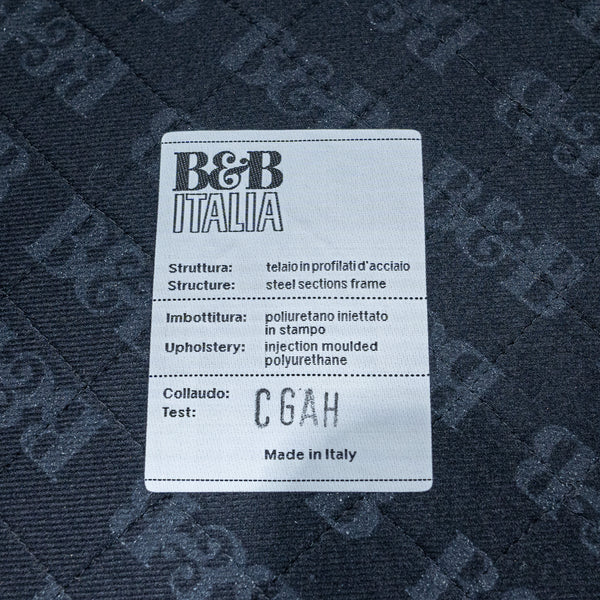 B&B
ITALIA
Struttura: telaio in profilati d'acciaio
Structure: steel sections frame
Imbottitura: poliuretano iniettato
in stampo
Upholstery: injection moulded
polyurethane
Collaudo:
Test: CGAH
Made in Italy